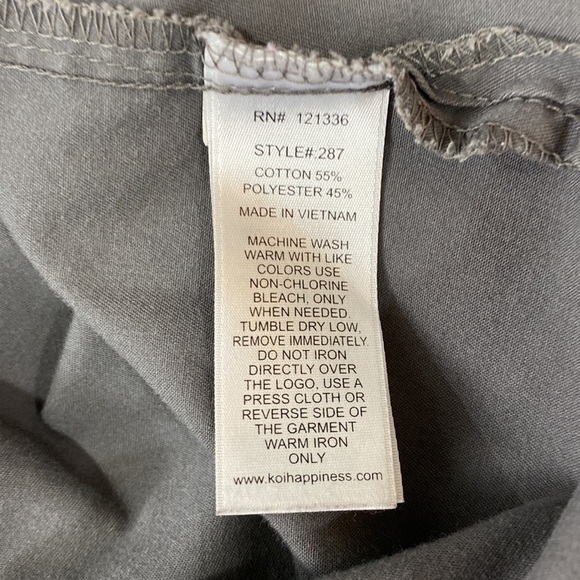 RN# 121336
STYLE#:287
COTTON 55%
POLYESTER 45%
MADE IN VIETNAM
MACHINE WASH
WARM WITH LIKE
COLORS USE
NON-CHLORINE
BLEACH, ONLY
WHEN NEEDED.
TUMBLE DRY LOW,
REMOVE IMMEDIATELY.
DO NOT IRON
DIRECTLY OVER
THE LOGO, USE A
PRESS CLOTH OR
REVERSE SIDE OF
THE GARMENT
WARM IRON
ONLY
www.koihappiness.com